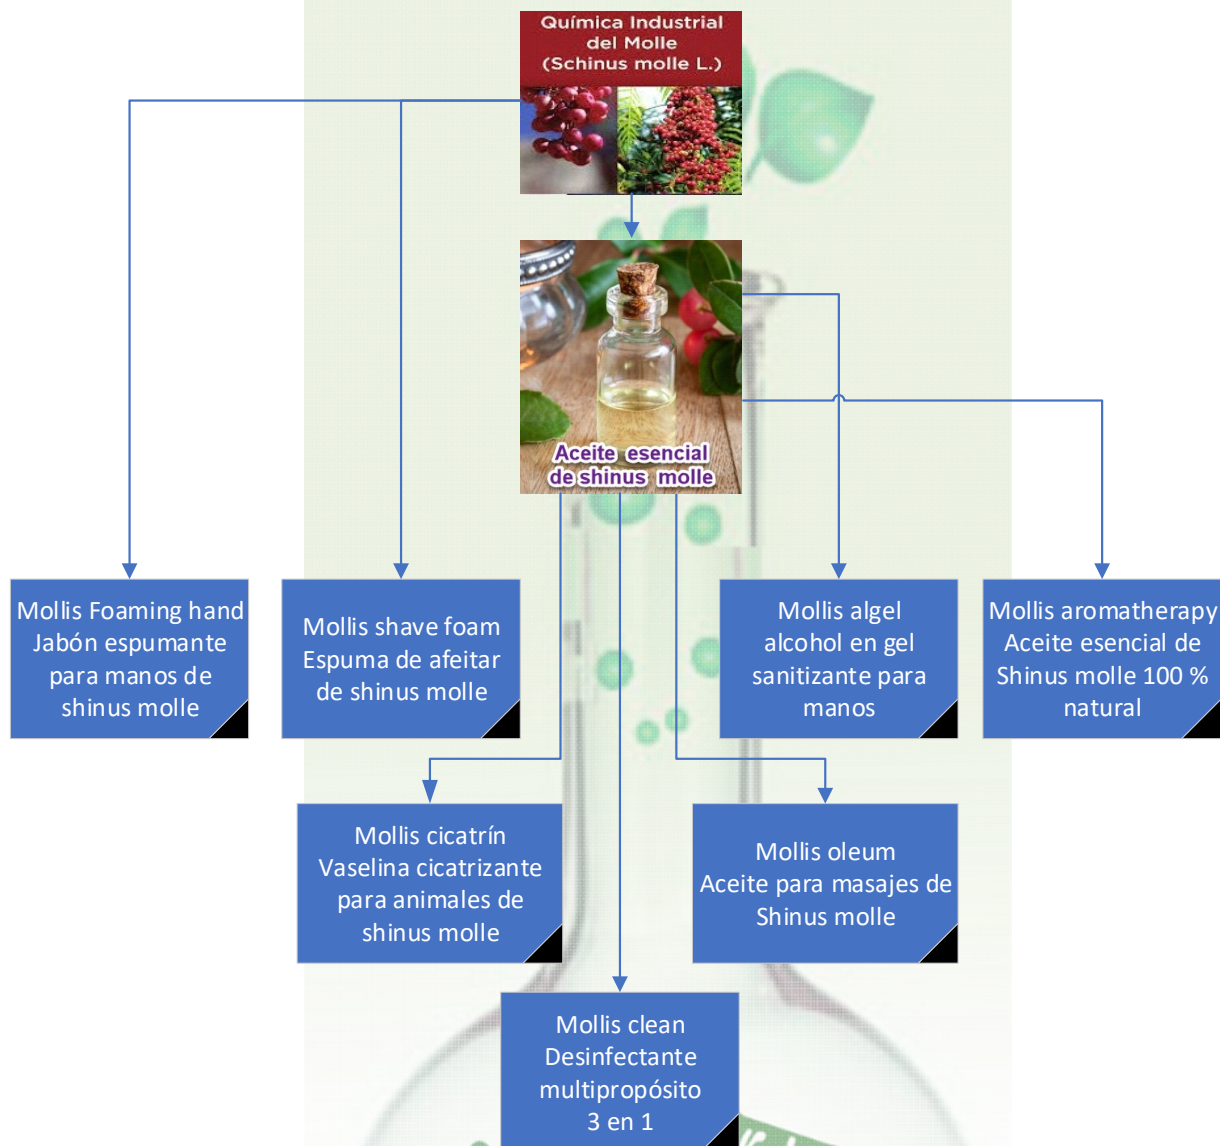 Química Industrial
del Molle
(Schinus molle L.)
Aceite esencial
de shinus molle
Mollis Foaming hand
Jabón espumante
para manos de
shinus molle
Mollis shave foam
Espuma de afeitar
de shinus molle
Mollis algel
alcohol en gel
sanitizante para
manos
Mollis aromatherapy
Aceite esencial de
Shinus molle 100 %
natural
Mollis cicatrín
Vaselina cicatrizante
para animales de
shinus molle
Mollis oleum
Aceite para masajes de
Shinus molle
Mollis clean
Desinfectante
multipropósito
3 en 1